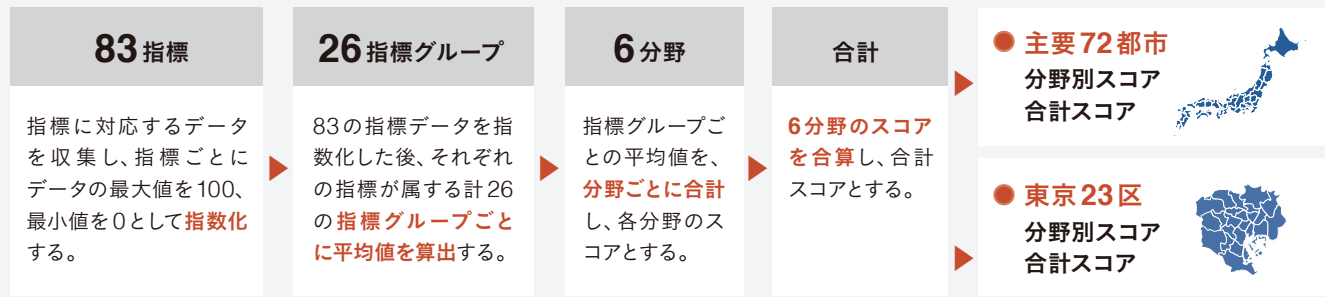 83指標
指標に対応するデータ
を収集し、指標ごとに
データの最大値を100、
最小値を0として指数化
する。
26指標グループ
83の指標データを指
数化した後、それぞれ
の指標が属する計26
の指標グループごと
に平均値を算出する。
6分野
指標グループご
との平均値を、
分野ごとに合計
し、各分野のス
コアとする。
合計
6分野のスコア
を合算し、合計
スコアとする。
主要72都市
分野別スコア
合計スコア
東京23区
分野別スコア
合計スコア